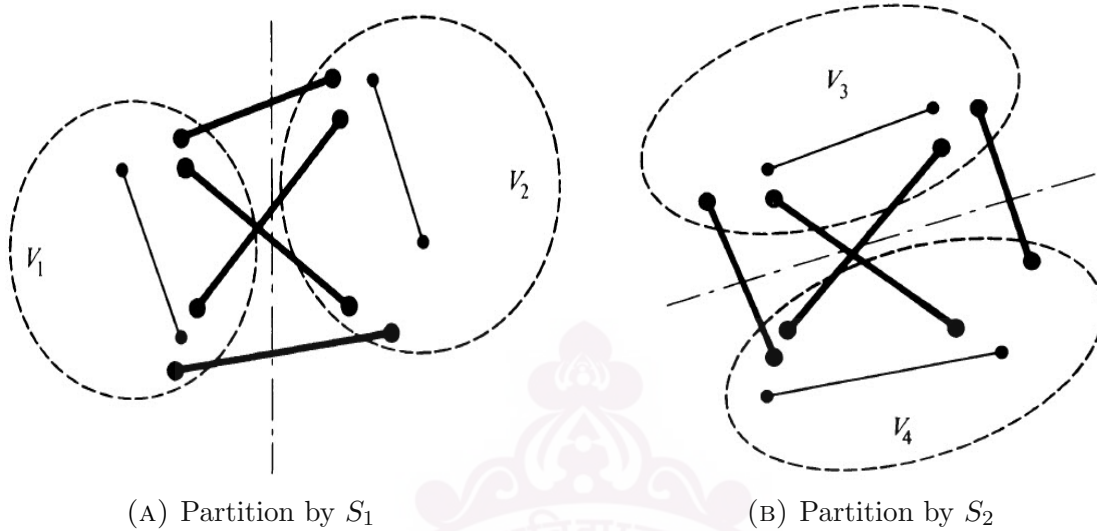 V₁
V₂
V₃
V₄
(A) Partition by S₁
(B) Partition by S₂